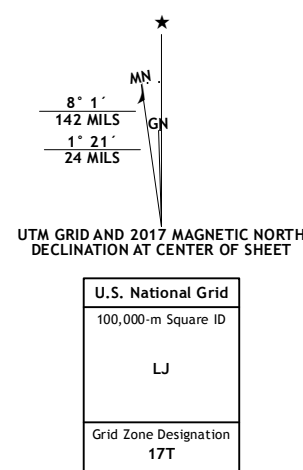 ★
MN
8° 1´
142 MILS
GN
1° 21´
24 MILS
UTM GRID AND 2017 MAGNETIC NORTH
DECLINATION AT CENTER OF SHEET
U.S. National Grid
100,000-m Square ID
LJ
Grid Zone Designation
17T